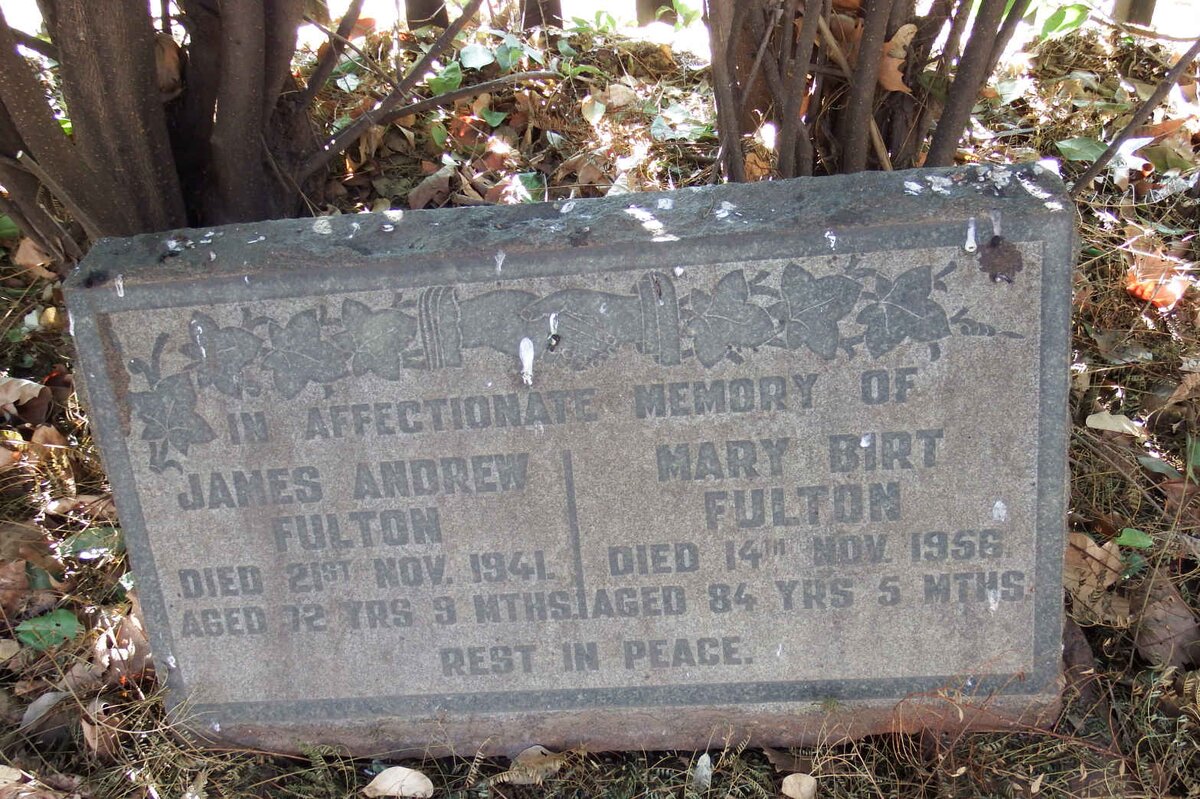 IN AFFECTIONATE MEMORY OF
JAMES ANDREW
FULTON
DIED 21ST NOV. 1941.
AGED 72 YRS 9 MTHS.
MARY BIRT
FULTON
DIED 14TH NOV. 1956.
AGED 84 YRS 5 MTHS.
REST IN PEACE.